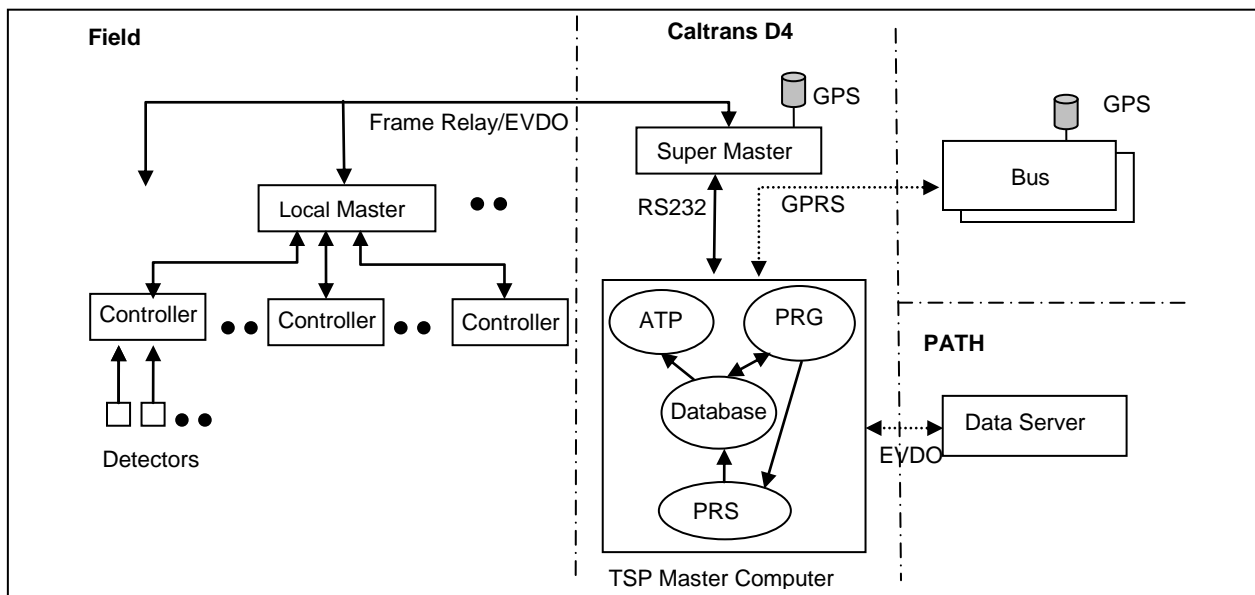 Field
Caltrans D4
GPS
GPS
Frame Relay/EVDO
Super Master
Bus
Local Master
RS232
GPRS
Controller
Controller
Controller
ATP
PRG
PATH
Database
Data Server
EVDO
Detectors
PRS
TSP Master Computer